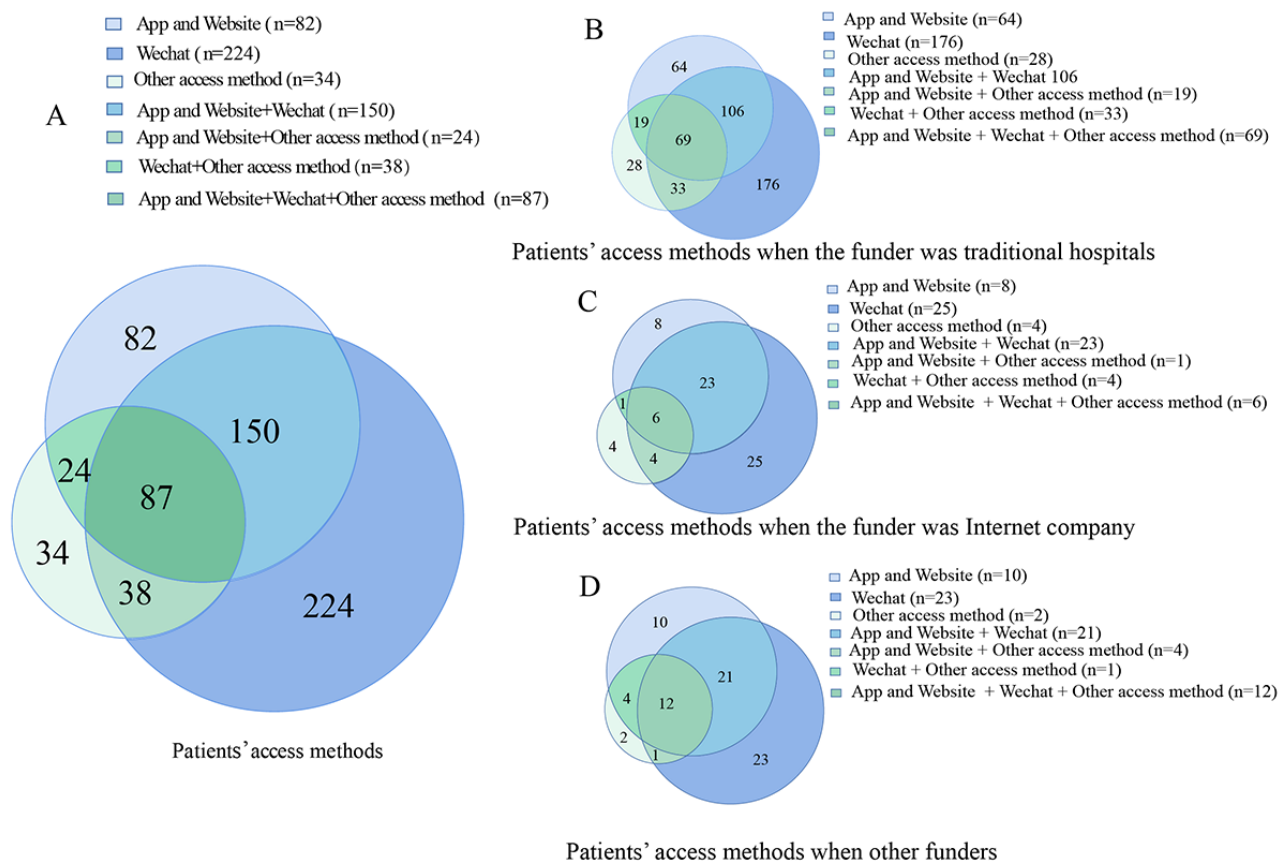 A
App and Website (n=82)
Wechat (n=224)
Other access method (n=34)
App and Website+Wechat (n=150)
App and Website+Other access method (n=24)
Wechat+Other access method (n=38)
App and Website+Wechat+Other access method (n=87)
82
150
24
87
34
38
224
Patients’access methods
B
64
106
19
69
28
33
176
App and Website (n=64)
Wechat (n=176)
Other access method (n=28)
App and Website + Wechat 106
App and Website + Other access method (n=19)
Wechat + Other access method (n=33)
App and Website + Wechat + Other access method (n=69)
Patients’ access methods when the funder was traditional hospitals
C
8
23
1
6
4
4
25
App and Website (n=8)
Wechat (n=25)
Other access method (n=4)
App and Website + Wechat (n=23)
App and Website + Other access method (n=1)
Wechat + Other access method (n=4)
App and Website + Wechat + Other access method (n=6)
Patients’ access methods when the funder was Internet company
D
10
21
4
12
2
1
23
App and Website (n=10)
Wechat (n=23)
Other access method (n=2)
App and Website + Wechat (n=21)
App and Website + Other access method (n=4)
Wechat + Other access method (n=1)
App and Website + Wechat + Other access method (n=12)
Patients’ access methods when other funders